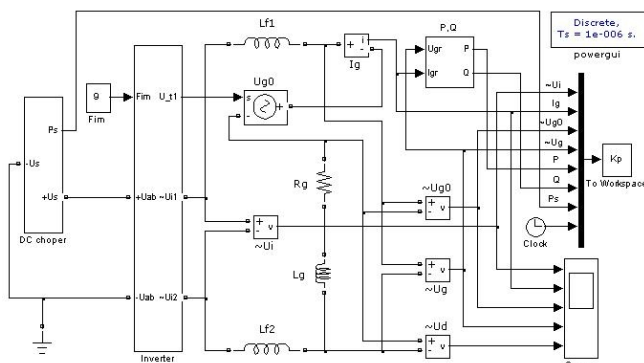 Discrete,
Ts = 1e-006 s.
powergui
Lf1
Ig
i
+
-
P,Q
Ugr
Igr
P
Q
g
Fim
Fim
U_t1
Ug0
s
-
+
Ps
-Us
+Us
DC choper
+Uab
~Ui1
-Uab
~Ui2
Inverter
+
-
v
~Ui
Rg
Lg
Lf2
~Ug0
+
-
v
+
-
v
~Ug
~Ud
+
-
v
~Ui
Ig
~Ug0
~Ug
P
Q
Ps
Clock
Kp
To Workspace